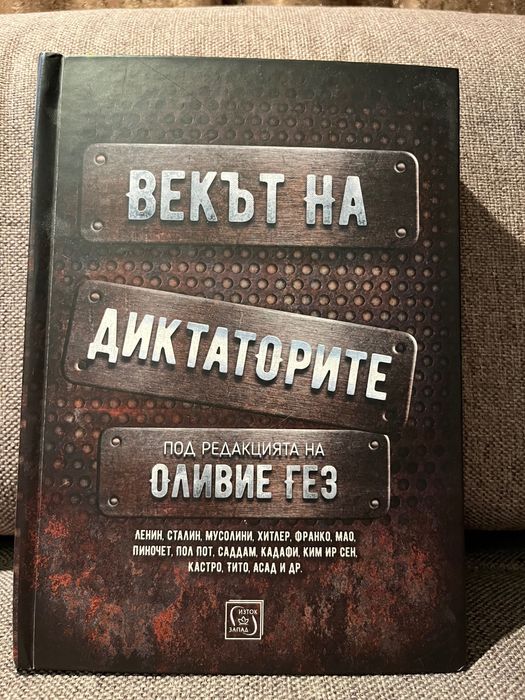 ВЕКЪТ НА
ДИКТАТОРИТЕ
ПОД РЕДАКЦИЯТА НА
ОЛИВИЕ ГЕЗ
ЛЕНИН, СТАЛИН, МУСОЛИНИ, ХИТЛЕР, ФРАНКО, МАО,
ПИНОЧЕТ, ПОЛ ПОТ, САДДАМ, КАДАФИ, КИМ ИР СЕН,
КАСТРО, ТИТО, АСАД И ДР.
ИЗТОК
ЗАПАД